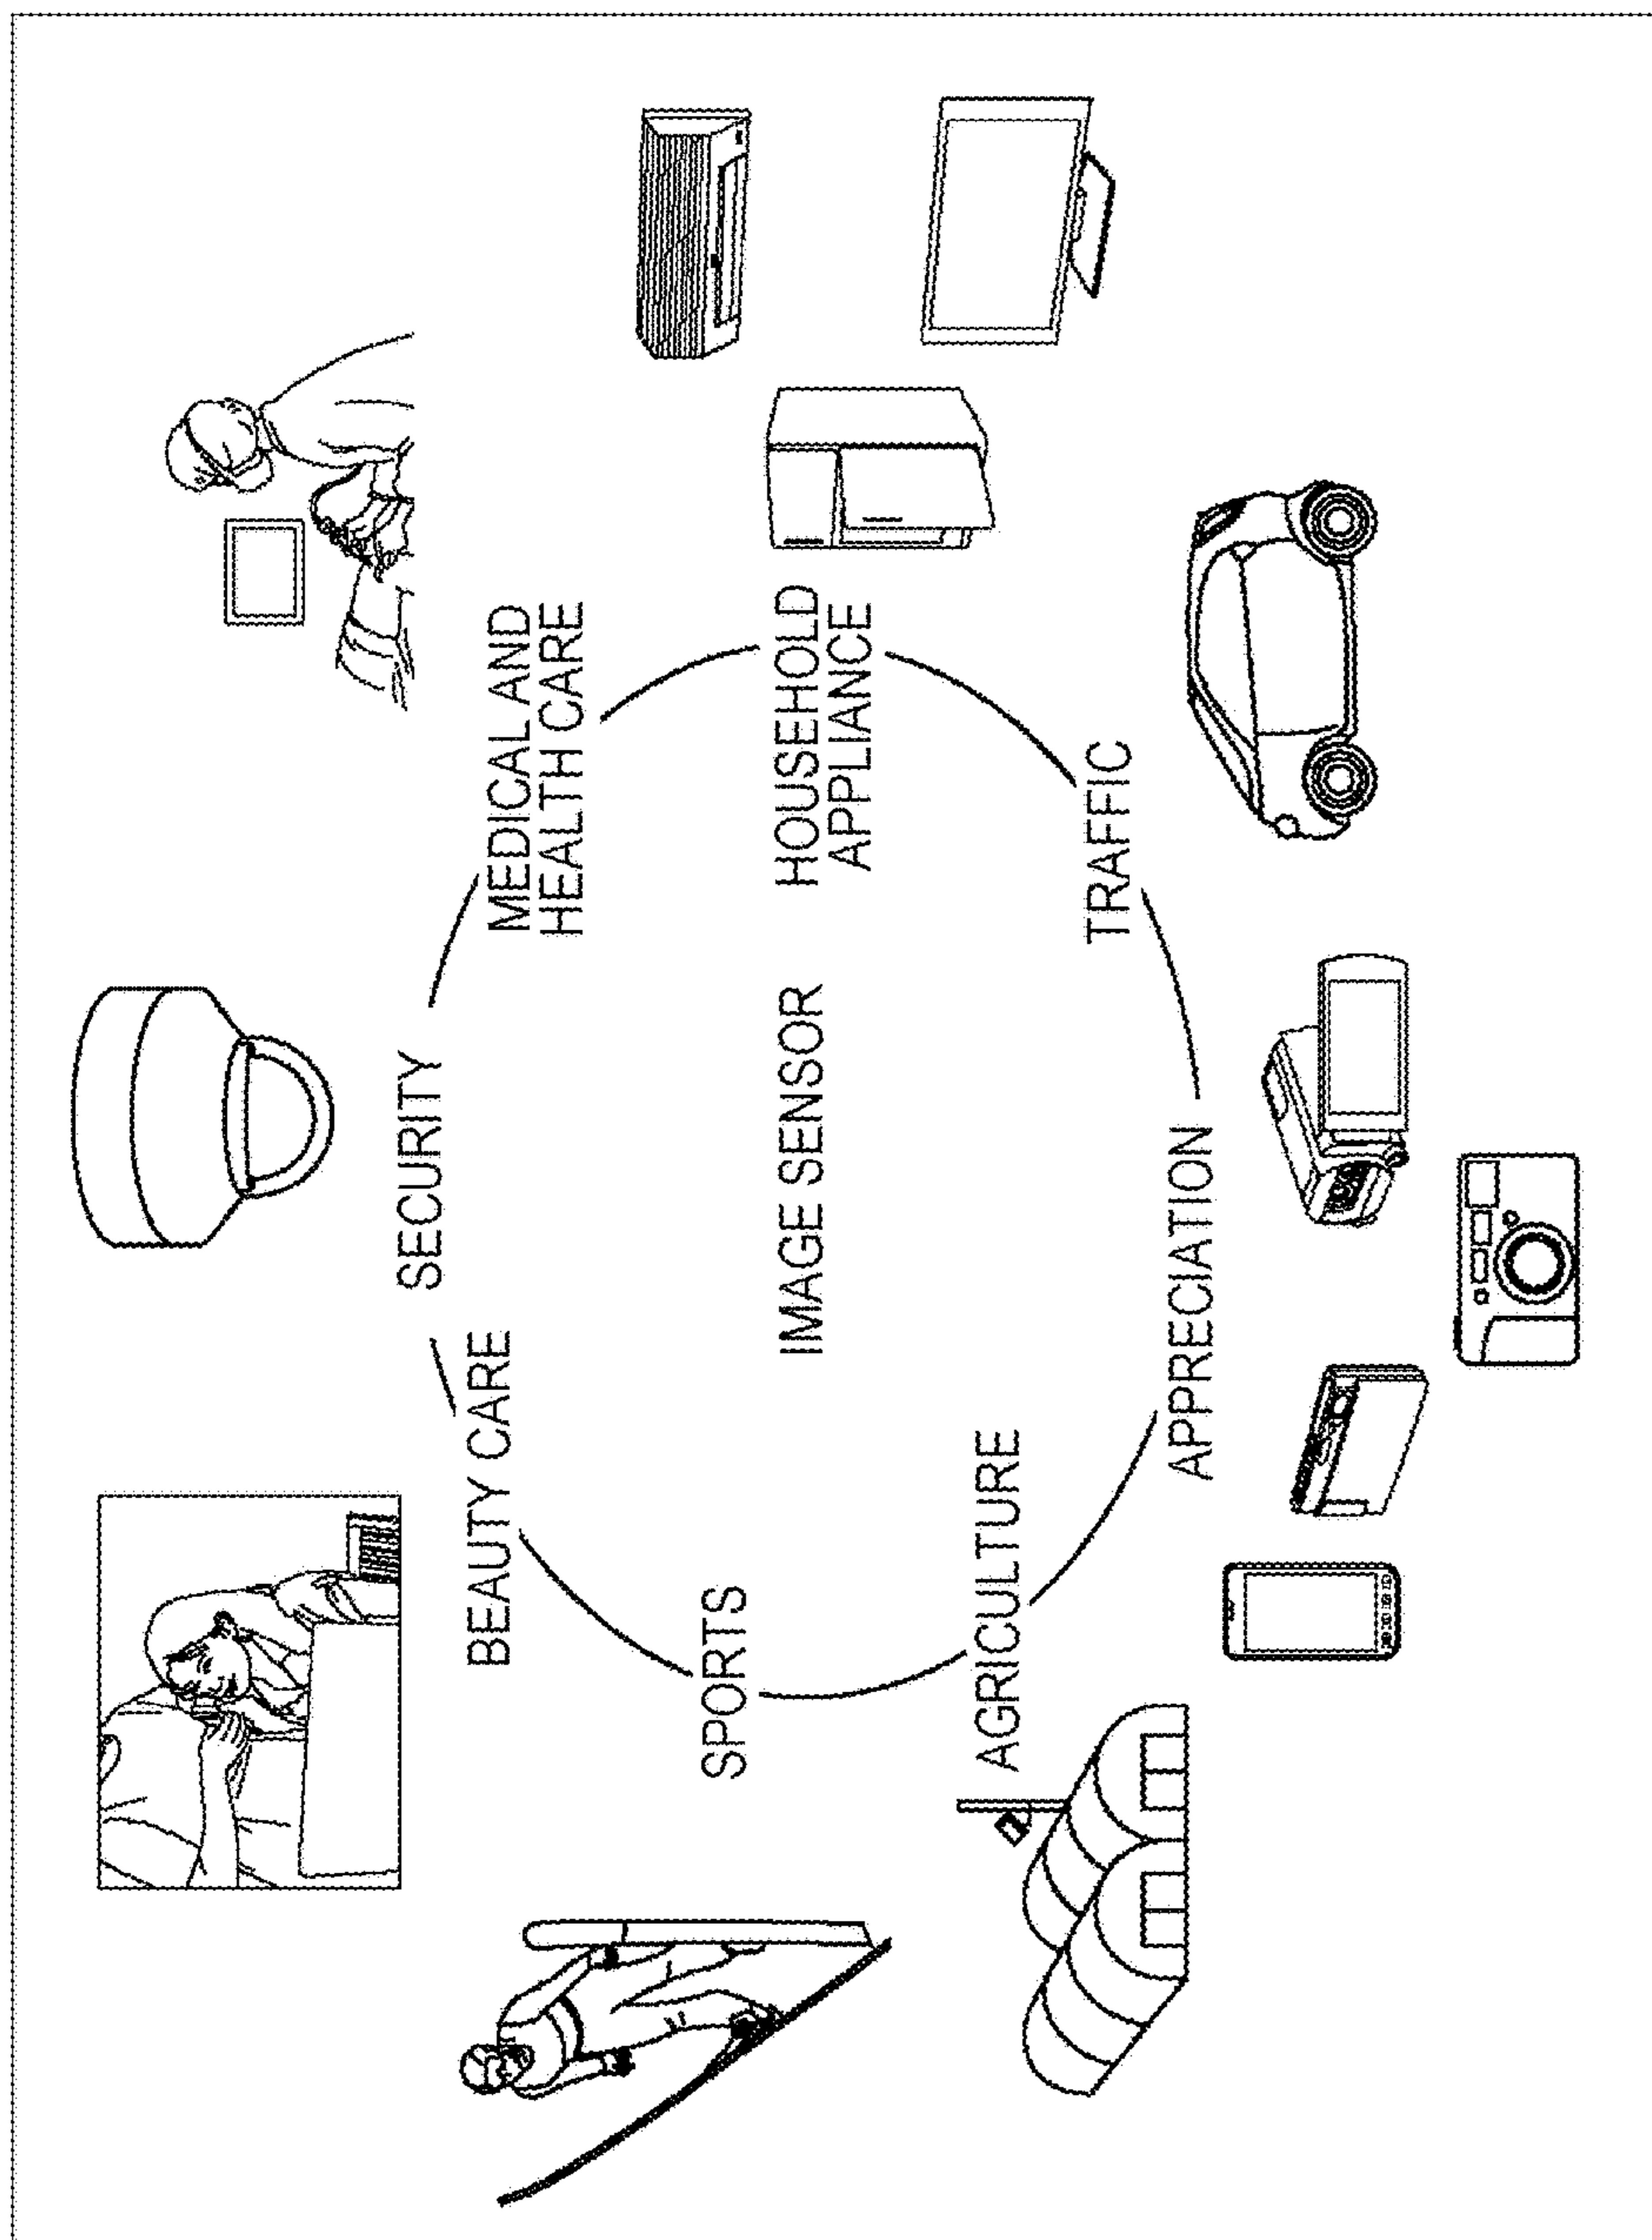 SECURITY
BEAUTY CARE
MEDICAL AND
HEALTH CARE
SPORTS
IMAGE SENSOR
HOUSEHOLD
APPLIANCE
AGRICULTURE
TRAFFIC
APPRECIATION